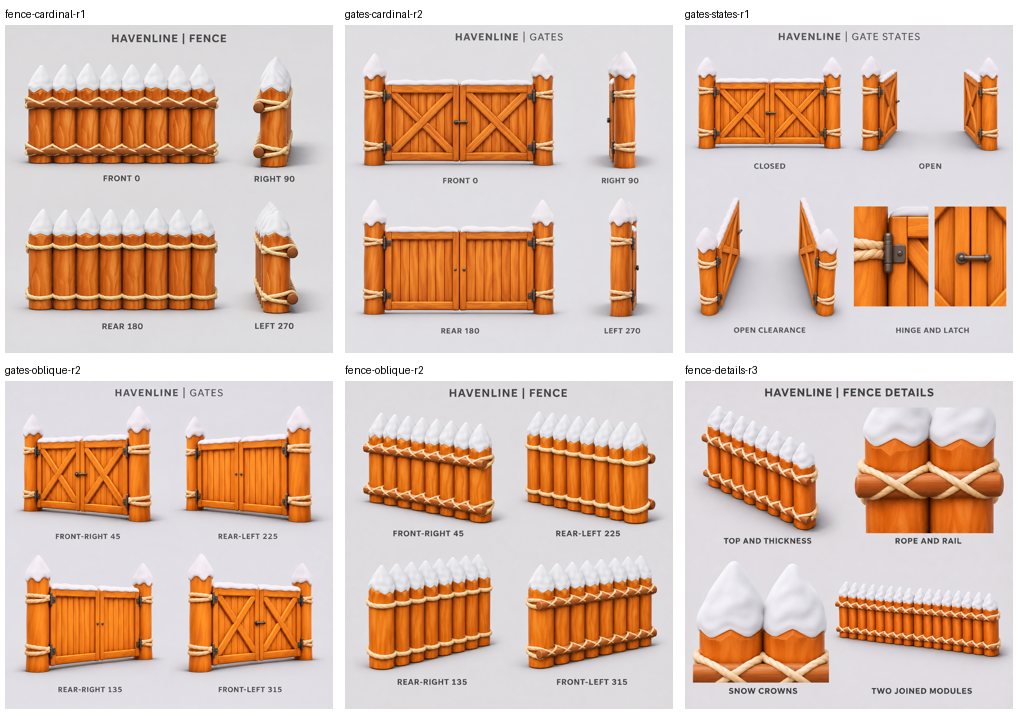 fence-cardinal-r1
HAVENLINE | FENCE
FRONT 0
RIGHT 90
REAR 180
LEFT 270
gates-cardinal-r2
HAVENLINE | GATES
FRONT 0
RIGHT 90
REAR 180
LEFT 270
gates-states-r1
HAVENLINE | GATE STATES
CLOSED
OPEN
OPEN CLEARANCE
HINGE AND LATCH
gates-oblique-r2
HAVENLINE | GATES
FRONT-RIGHT 45
REAR-LEFT 225
REAR-RIGHT 135
FRONT-LEFT 315
fence-oblique-r2
HAVENLINE | FENCE
FRONT-RIGHT 45
REAR-LEFT 225
REAR-RIGHT 135
FRONT-LEFT 315
fence-details-r3
HAVENLINE | FENCE DETAILS
TOP AND THICKNESS
ROPE AND RAIL
SNOW CROWNS
TWO JOINED MODULES